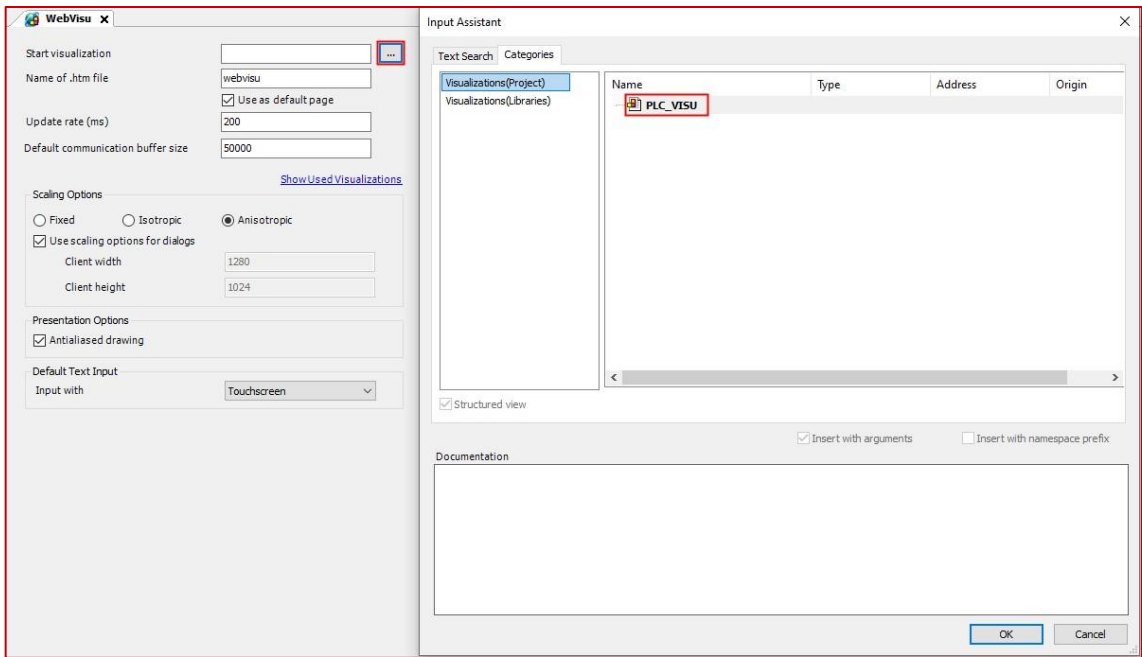 WebVisu x
Start visualization ...
Name of .htm file webvisu
Use as default page
Update rate (ms) 200
Default communication buffer size 50000
Show Used Visualizations
Scaling Options
Fixed Isotropic Anisotropic
Use scaling options for dialogs
Client width 1280
Client height 1024
Presentation Options
Antialiased drawing
Default Text Input
Input with Touchscreen
Input Assistant
Text Search Categories
Visualizations(Project)
Visualizations(Libraries)
Name Type Address Origin
PLC_VISU
Structured view
Insert with arguments Insert with namespace prefix
Documentation
OK Cancel